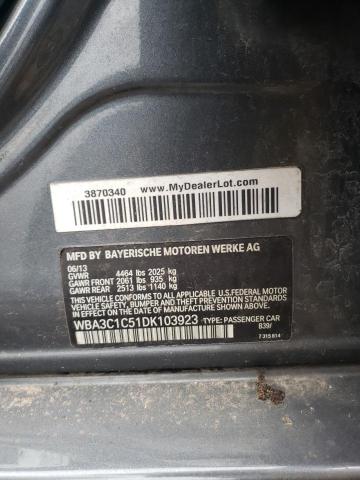 3870340 www.MyDealerLot.com
MFD BY BAYERISCHE MOTOREN WERKE AG
06/13
GVWR 4464 lbs 2025 kg
GAWR FRONT 2061 lbs 935 kg
GAWR REAR 2513 lbs 1140 kg
THIS VEHICLE CONFORMS TO ALL APPLICABLE U.S. FEDERAL MOTOR
VEHICLE SAFETY, BUMPER, AND THEFT PREVENTION STANDARDS IN
EFFECT ON THE DATE OF MANUFACTURE SHOWN ABOVE.
WBA3C1C51DK103923 TYPE: PASSENGER CAR
B39/
7 315 814